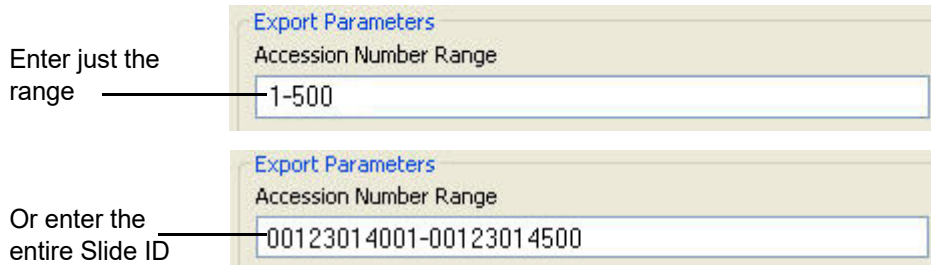 Export Parameters
Accession Number Range
Enter just the
range
1-500
Export Parameters
Accession Number Range
Or enter the
entire Slide ID
00123014001-00123014500